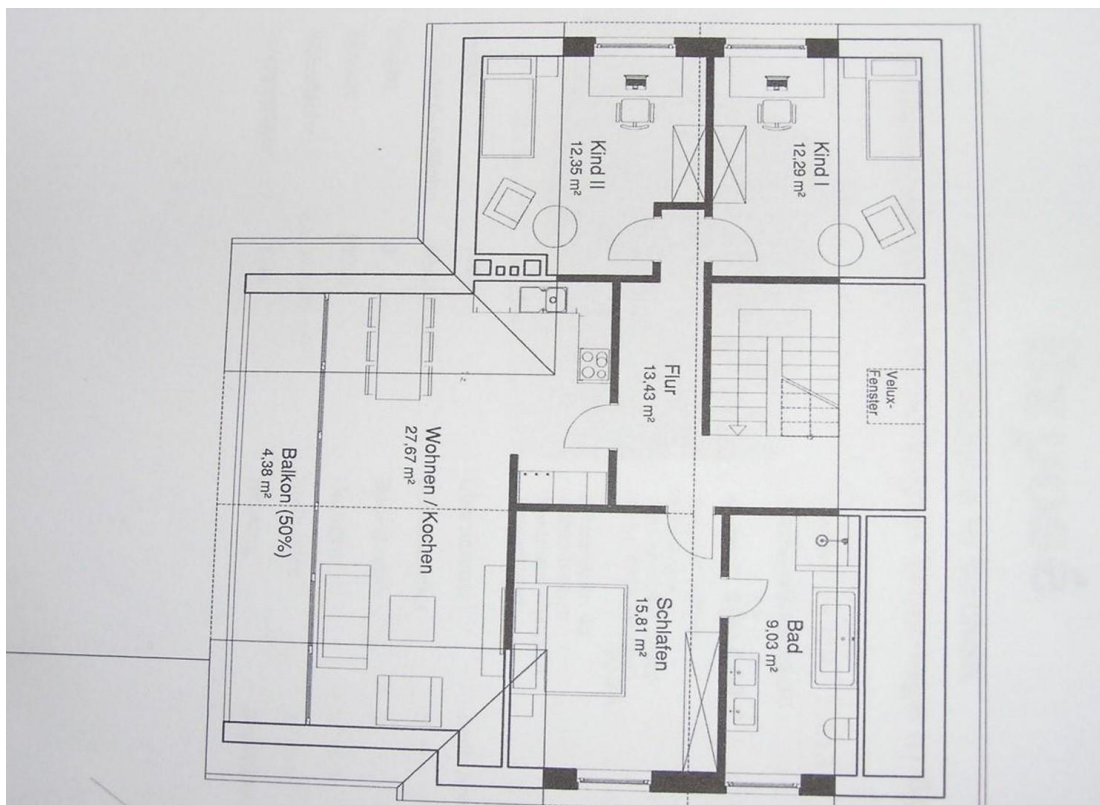 Kind II
12,35 m²
Kind I
12,29 m²
Flur
13,43 m²
Velux-
Fenster
Wohnen / Kochen
27,67 m²
Balkon (50%)
4,38 m²
Schlafen
15,81 m²
Bad
9,03 m²